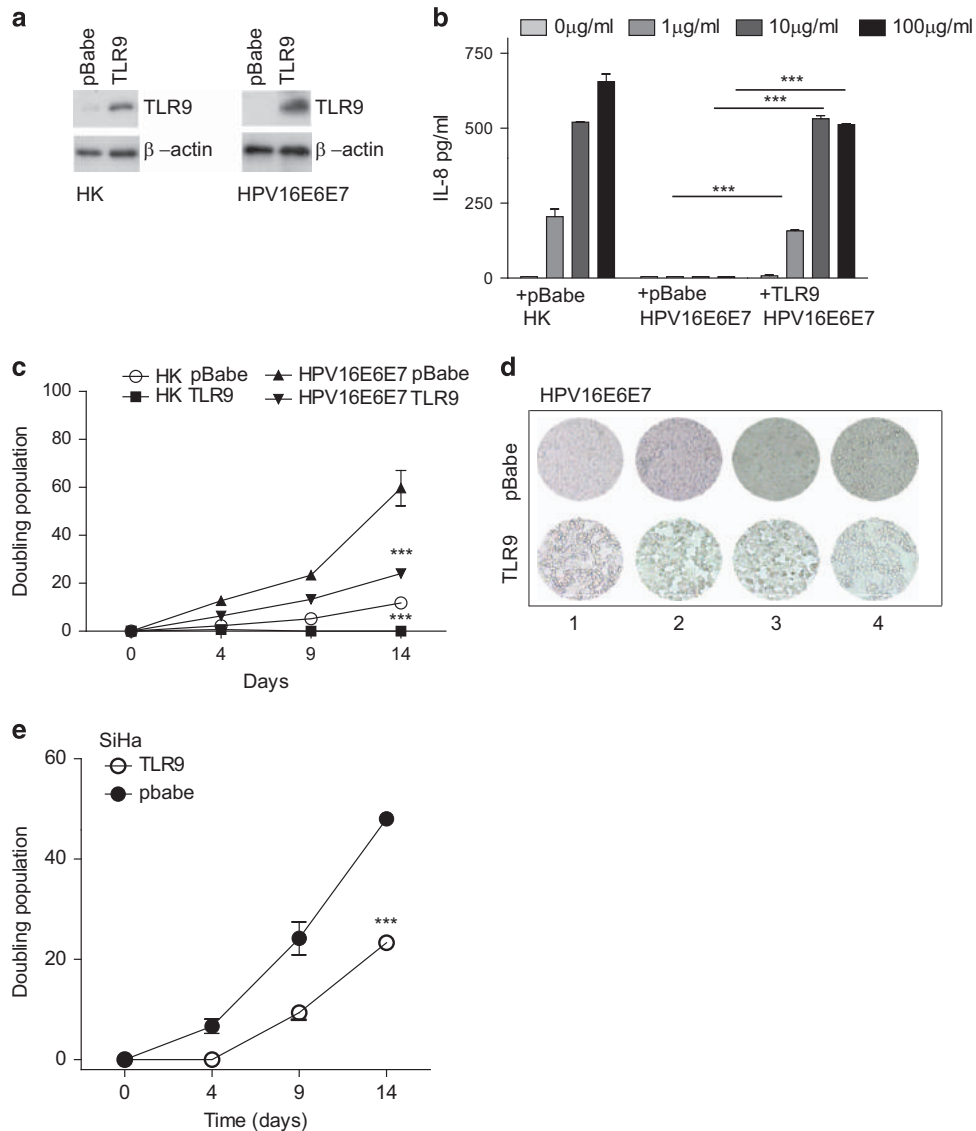 a
pBabe
TLR9
TLR9
β –actin
HK
pBabe
TLR9
TLR9
β –actin
HPV16E6E7
b
0μg/ml 1μg/ml 10μg/ml 100μg/ml
IL-8 pg/ml
750
500
250
0
***
***
***
+pBabe +pBabe +TLR9
HK HPV16E6E7 HPV16E6E7
c
HK pBabe HPV16E6E7 pBabe
HK TLR9 HPV16E6E7 TLR9
Doubling population
100
80
60
40
20
0
***
***
0 4 9 14
Days
d
HPV16E6E7
pBabe
TLR9
1 2 3 4
e
SiHa
TLR9
pbabe
Doubling population
60
40
20
0
***
0 4 9 14
Time (days)